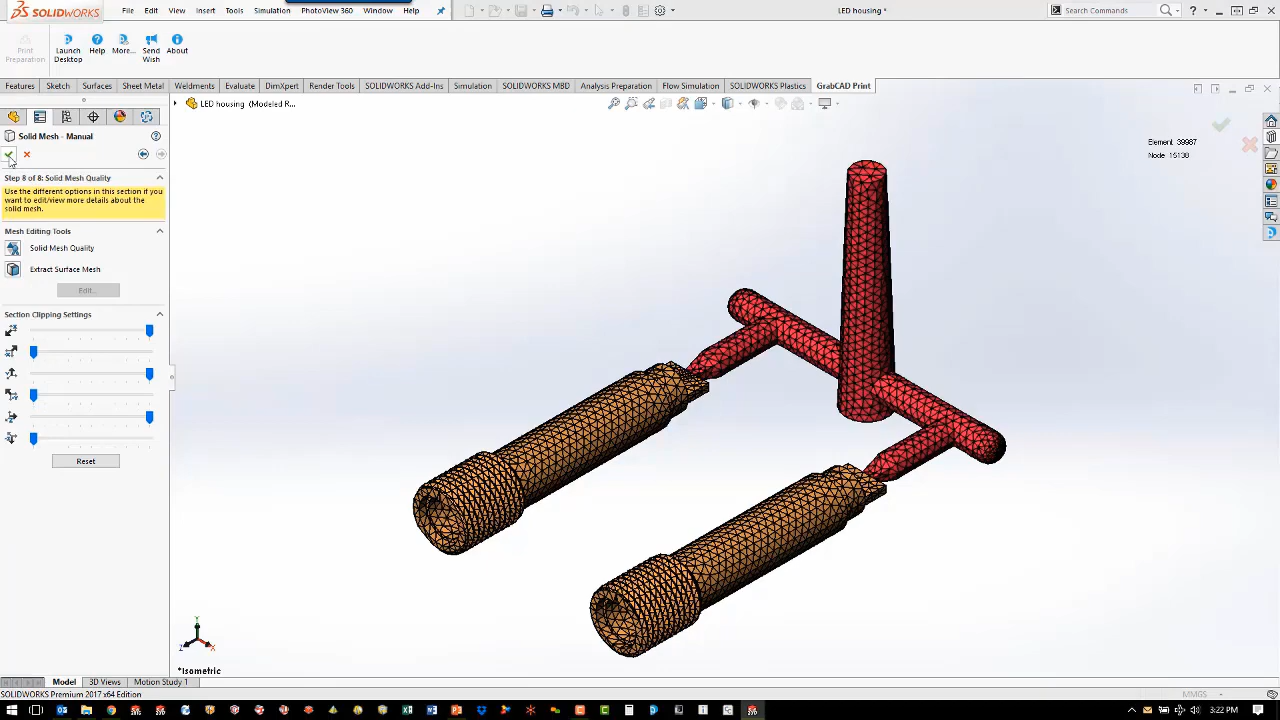 SOLIDWORKS
File Edit View Insert Tools Simulation PhotoView 360 Window Help
LED housing *
Search Commands
Print Preparation
Launch Desktop
Help
More...
Send Wish
About
Features Sketch Surfaces Sheet Metal Weldments Evaluate DimXpert Render Tools SOLIDWORKS Add-Ins Simulation SOLIDWORKS MBD Analysis Preparation Flow Simulation SOLIDWORKS Plastics GrabCAD Print
LED housing (Modeled R...
Solid Mesh - Manual
Element 39987
Node 15130
Step 8 of 8: Solid Mesh Quality
Use the different options in this section if you
want to edit/view more details about the
solid mesh.
Mesh Editing Tools
Solid Mesh Quality
Extract Surface Mesh
Edit...
Section Clipping Settings
Reset
Y
Z
X
*Isometric
Model 3D Views Motion Study 1
SOLIDWORKS Premium 2017 x64 Edition
MMGS
3:22 PM